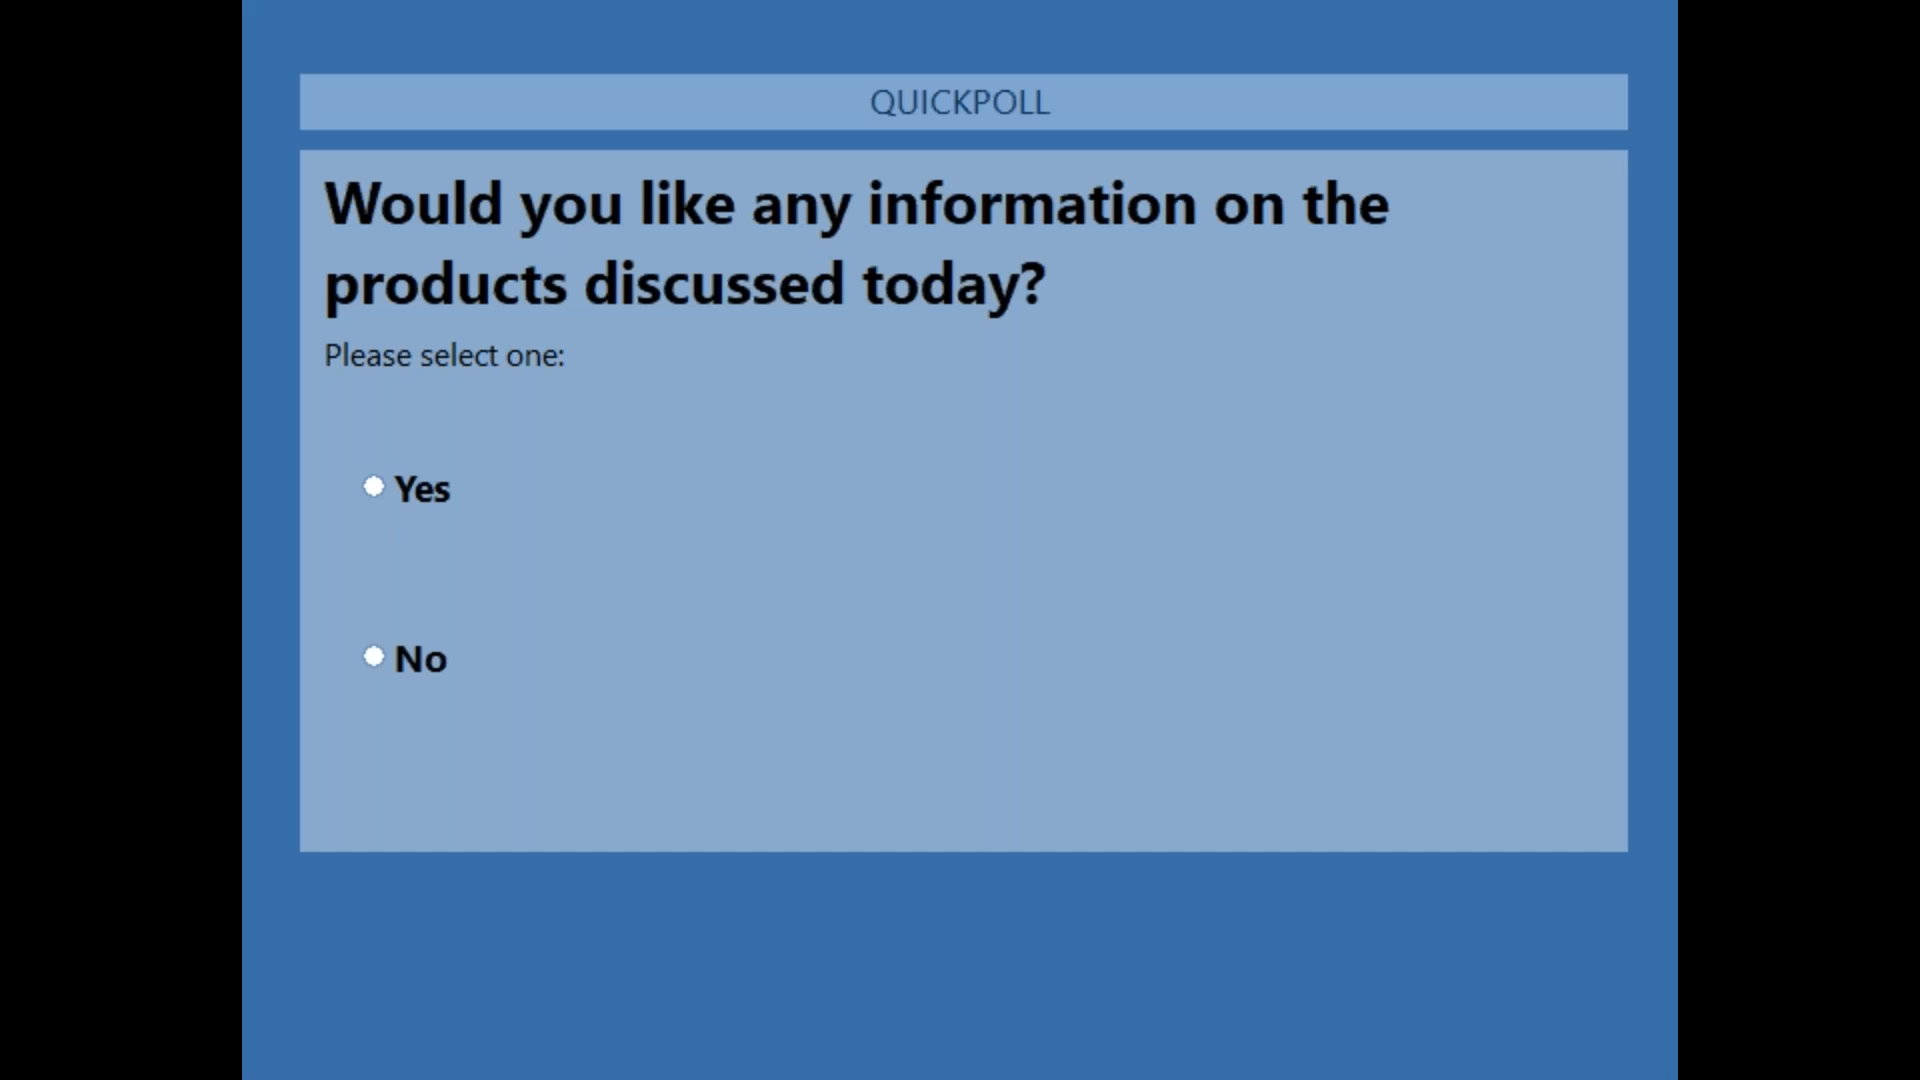 QUICKPOLL
Would you like any information on the
products discussed today?
Please select one:
Yes
No